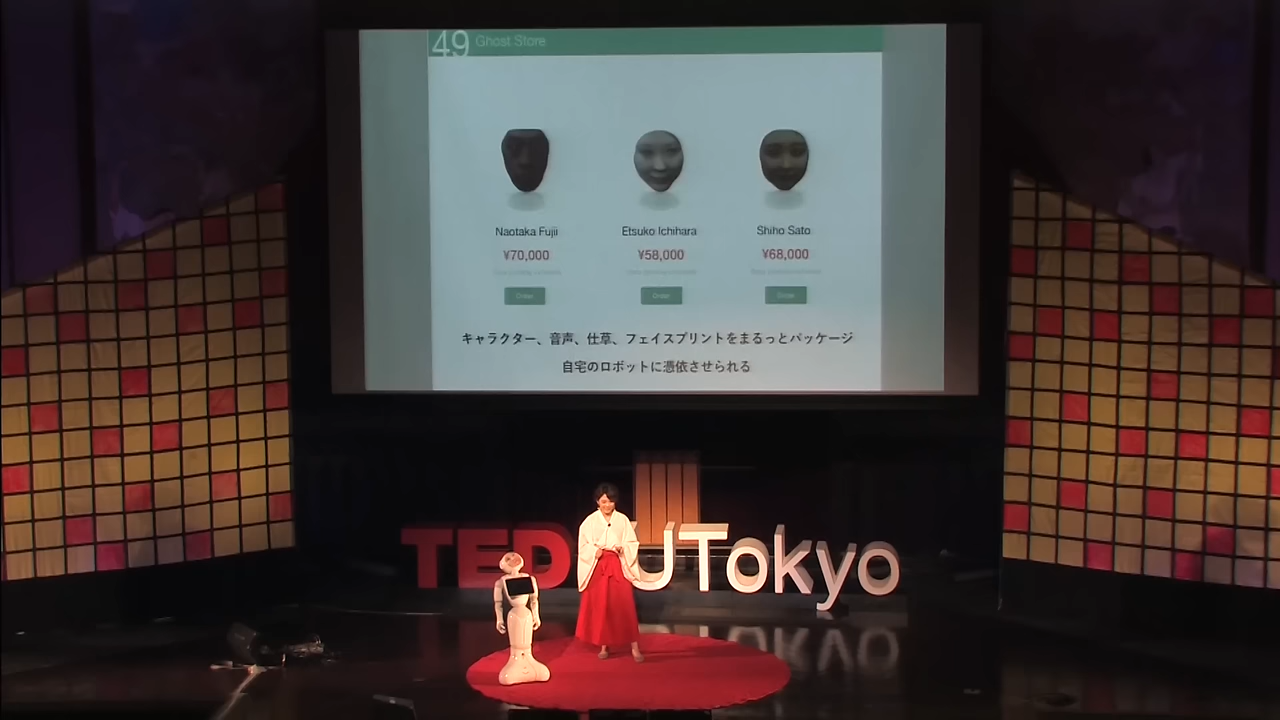 49 Ghost Store
Naotaka Fujii
Etsuko Ichihara
Shiho Sato
¥70,000
¥58,000
¥68,000
Order
Order
Order
キャラクター、音声、仕草、フェイスプリントをまるっとパッケージ
自宅のロボットに憑依させられる
TED UTokyo